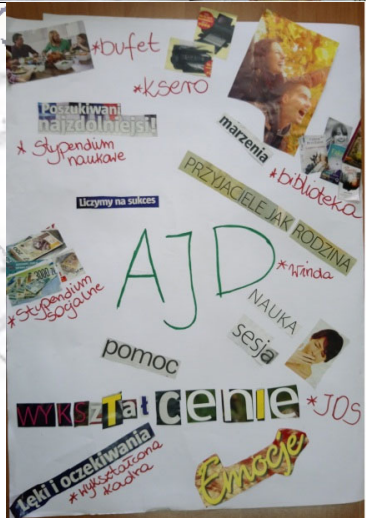 *bufet
*ksero
Poszukiwani
najzdolniejsi!
* Stypendium
naukowe
marzenia
*biblioteka
PRZYJACIELE JAK RODZINA
Liczymy na sukces
AJD
*winda
*Stypendium
socjalne
NAUKA
sesja
pomoc
WYKSZTałcenie
*JOS
Lęki i oczekiwania
*wykształcona
kadra
Emocje